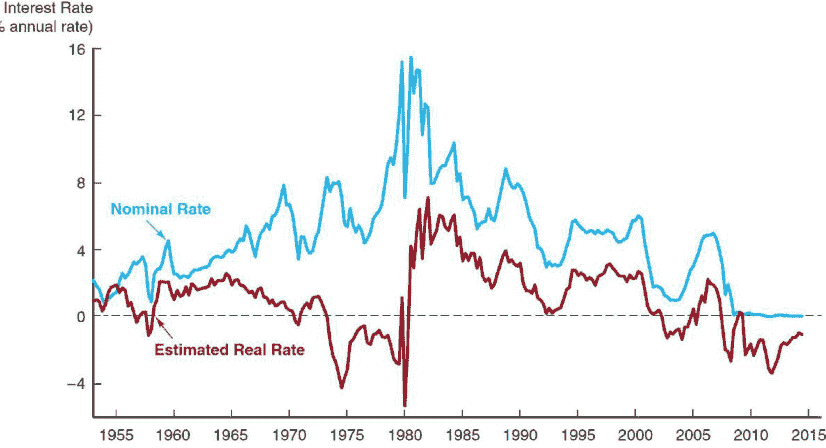 Interest Rate
% annual rate)
16
12
8
4
0
−4
Nominal Rate
Estimated Real Rate
1955 1960 1965 1970 1975 1980 1985 1990 1995 2000 2005 2010 2015